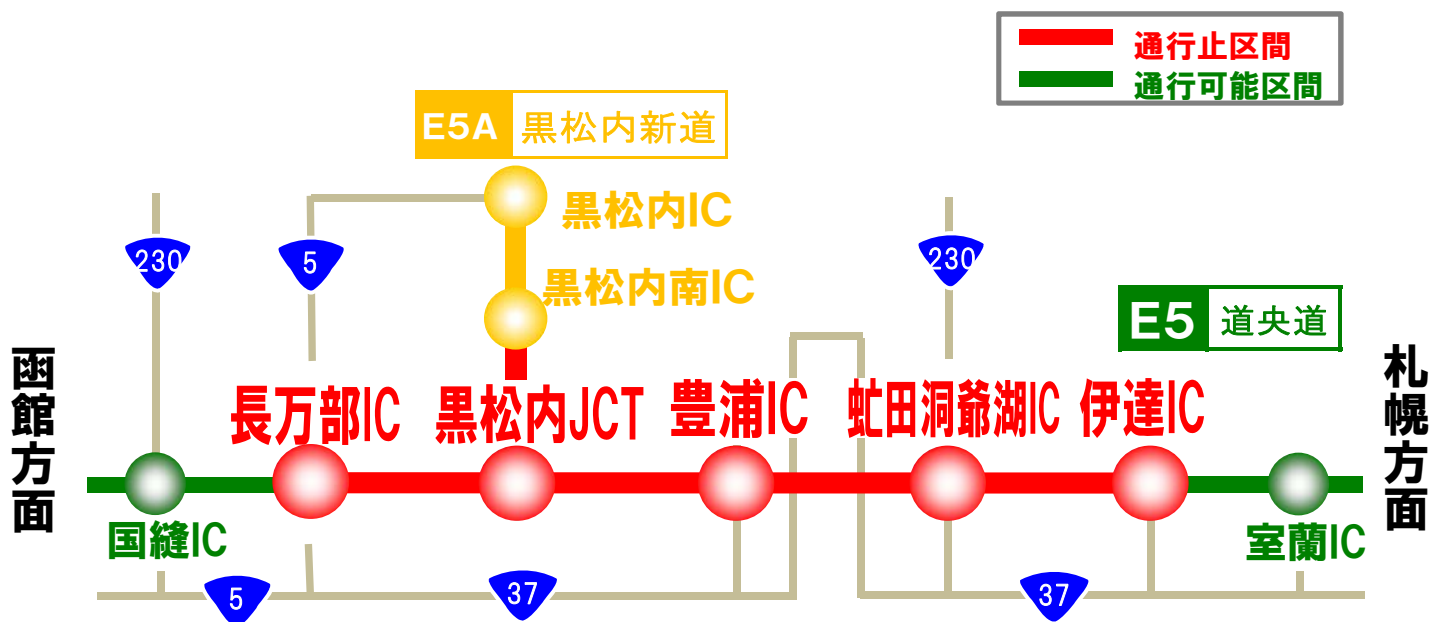 通行止区間
通行可能区間
E5A 黒松内新道
黒松内IC
230
5
230
黒松内南IC
E5 道央道
函館方面
札幌方面
長万部IC
黒松内JCT
豊浦IC
虻田洞爺湖IC
伊達IC
国縫IC
室蘭IC
5
37
37